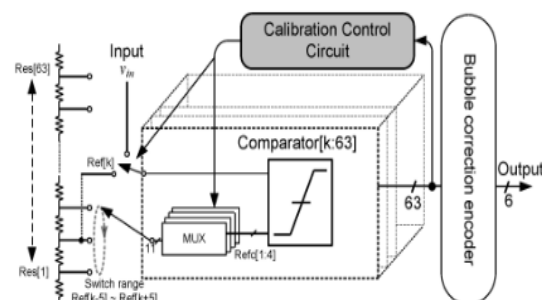 Calibration Control
Circuit
Input
v_in
Res[63]
Ref[k]
Comparator[k:63]
MUX
Refc[1:4]
11
Res[1]
Switch range
Ref[k-5] ~ Ref[k+5]
63
Bubble correction encoder
Output
6